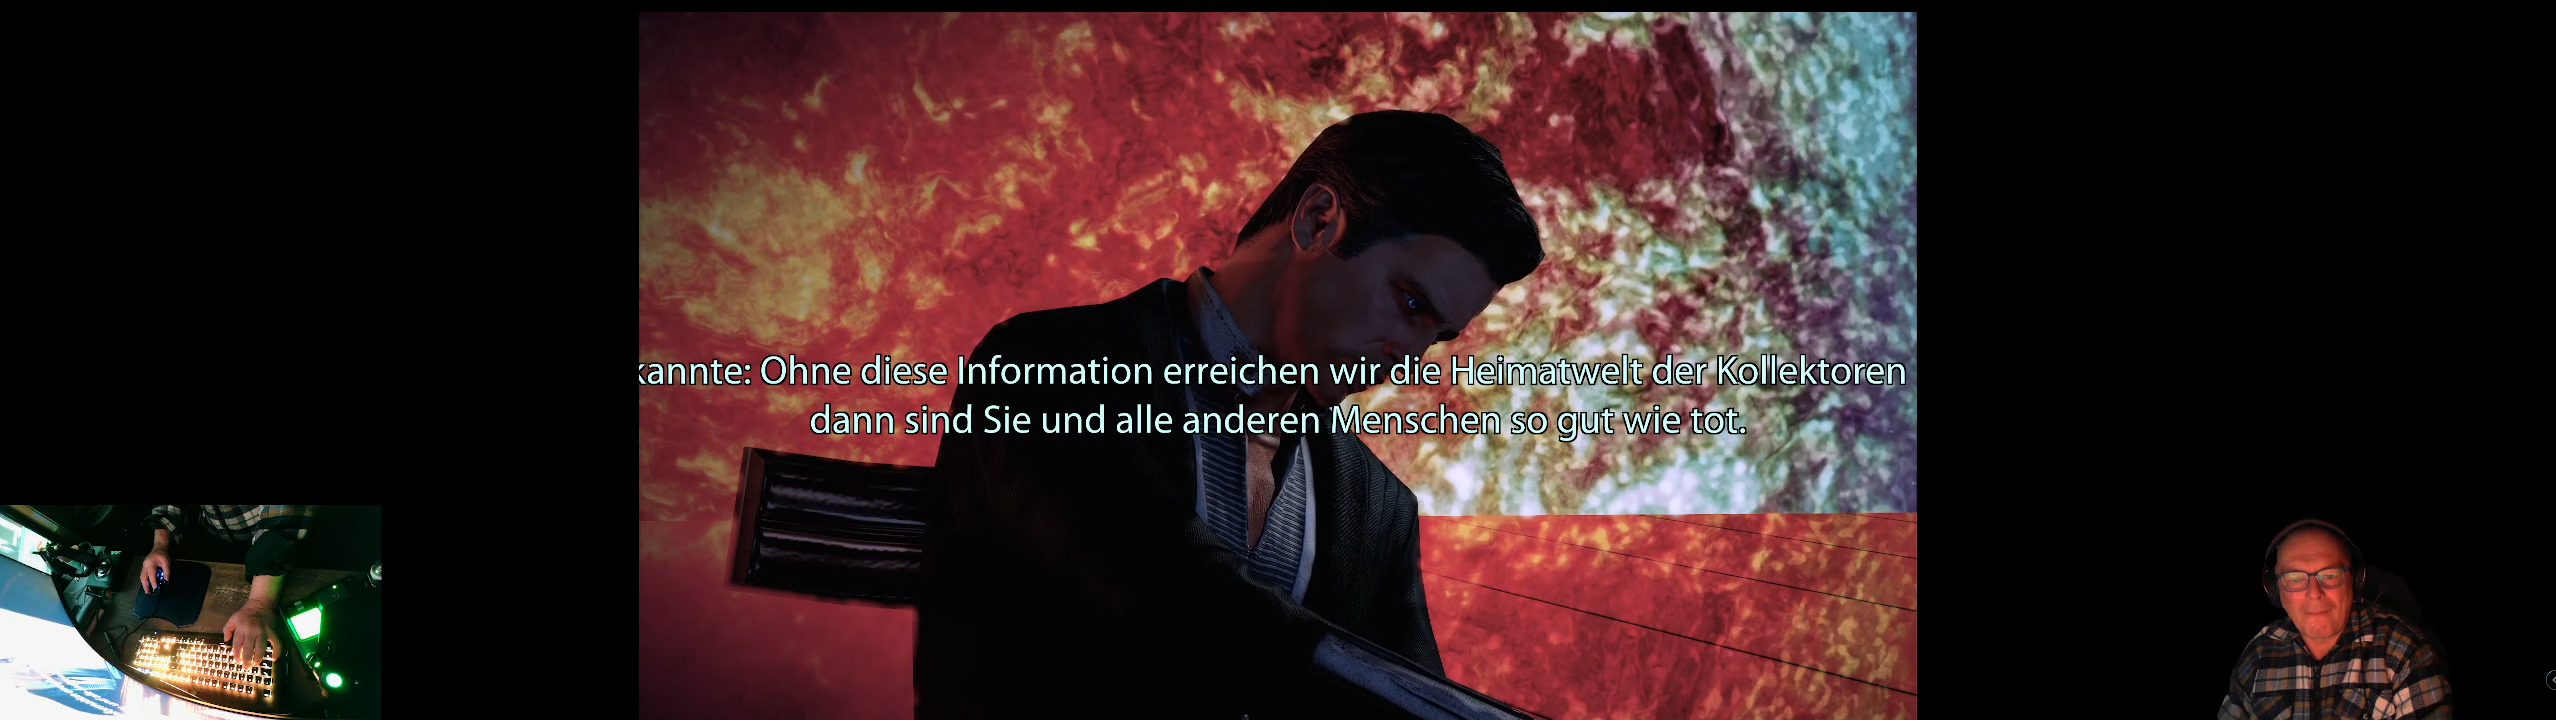 kannte: Ohne diese Information erreichen wir die Heimatwelt der Kollektoren
dann sind Sie und alle anderen Menschen so gut wie tot.